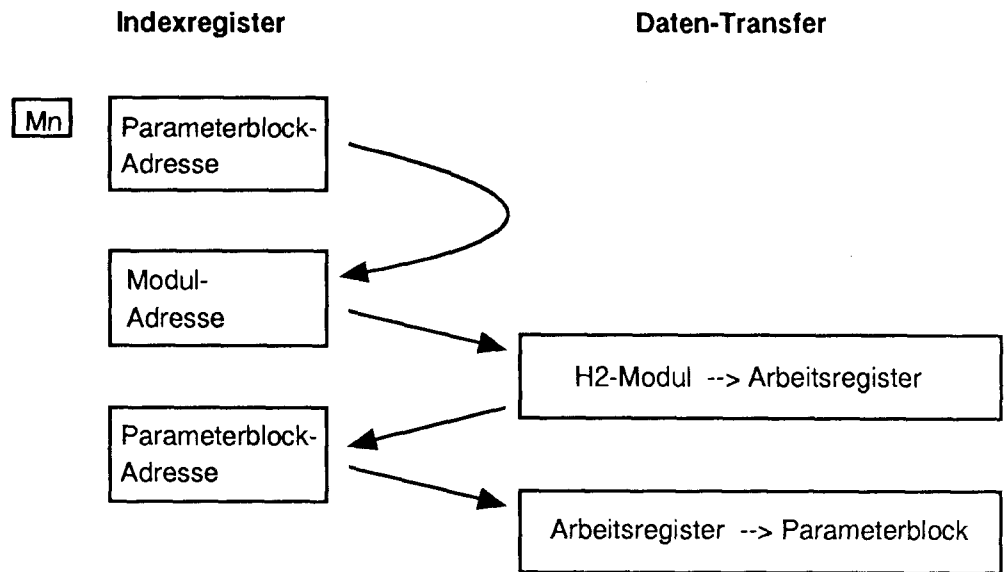 Indexregister
Daten-Transfer
Mn
Parameterblock-
Adresse
Modul-
Adresse
H2-Modul --> Arbeitsregister
Parameterblock-
Adresse
Arbeitsregister --> Parameterblock